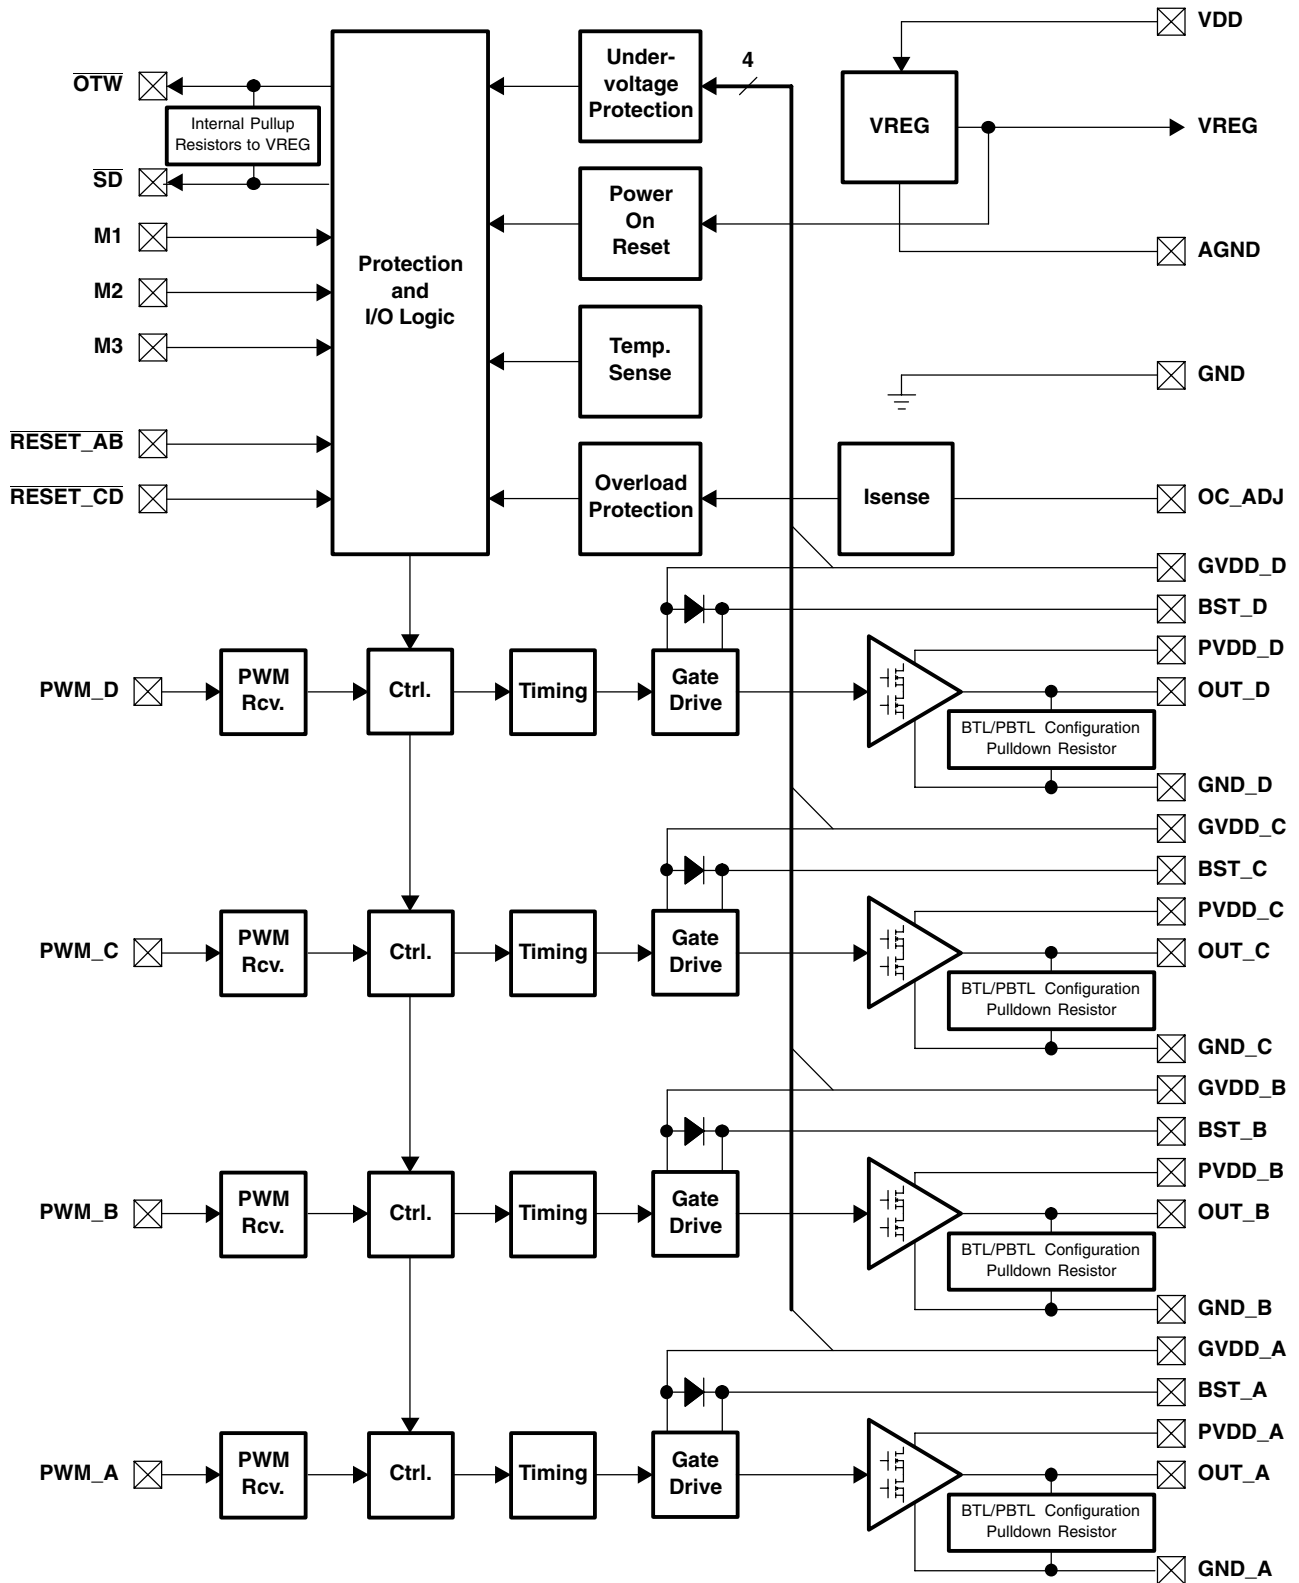 VDD
Under-
voltage
Protection
4
OTW
VREG
VREG
Internal Pullup
Resistors to VREG
SD
Power
On
Reset
M1
AGND
Protection
and
I/O Logic
M2
M3
Temp.
Sense
GND
RESET_AB
RESET_CD
Overload
Protection
Isense
OC_ADJ
GVDD_D
BST_D
PVDD_D
PWM_D
PWM
Rcv.
Ctrl.
Timing
Gate
Drive
OUT_D
BTL/PBTL Configuration
Pulldown Resistor
GND_D
GVDD_C
BST_C
PVDD_C
PWM_C
PWM
Rcv.
Ctrl.
Timing
Gate
Drive
OUT_C
BTL/PBTL Configuration
Pulldown Resistor
GND_C
GVDD_B
BST_B
PVDD_B
PWM_B
PWM
Rcv.
Ctrl.
Timing
Gate
Drive
OUT_B
BTL/PBTL Configuration
Pulldown Resistor
GND_B
GVDD_A
BST_A
PVDD_A
PWM_A
PWM
Rcv.
Ctrl.
Timing
Gate
Drive
OUT_A
BTL/PBTL Configuration
Pulldown Resistor
GND_A